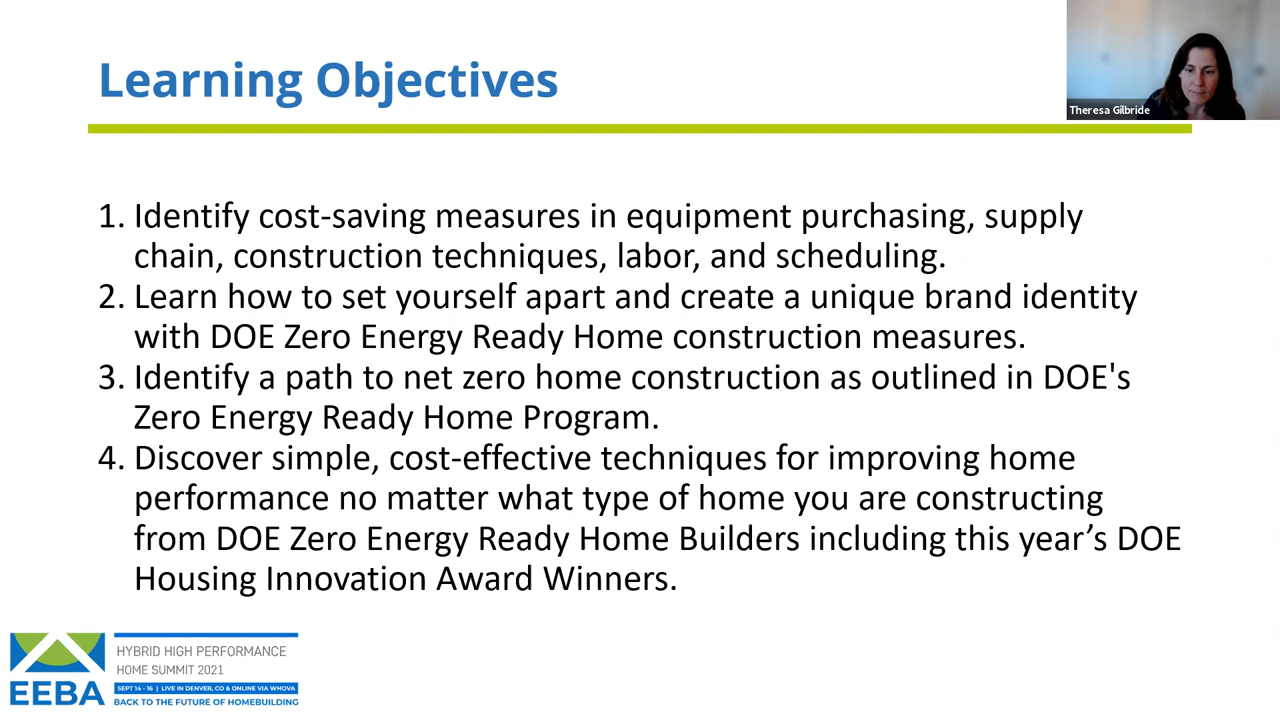 Learning Objectives
Theresa Gilbride
1. Identify cost-saving measures in equipment purchasing, supply
chain, construction techniques, labor, and scheduling.
2. Learn how to set yourself apart and create a unique brand identity
with DOE Zero Energy Ready Home construction measures.
3. Identify a path to net zero home construction as outlined in DOE's
Zero Energy Ready Home Program.
4. Discover simple, cost-effective techniques for improving home
performance no matter what type of home you are constructing
from DOE Zero Energy Ready Home Builders including this year’s DOE
Housing Innovation Award Winners.
HYBRID HIGH PERFORMANCE
HOME SUMMIT 2021
SEPT 14 - 16 | LIVE IN DENVER, CO & ONLINE VIA WHOVA
EEBA
BACK TO THE FUTURE OF HOMEBUILDING